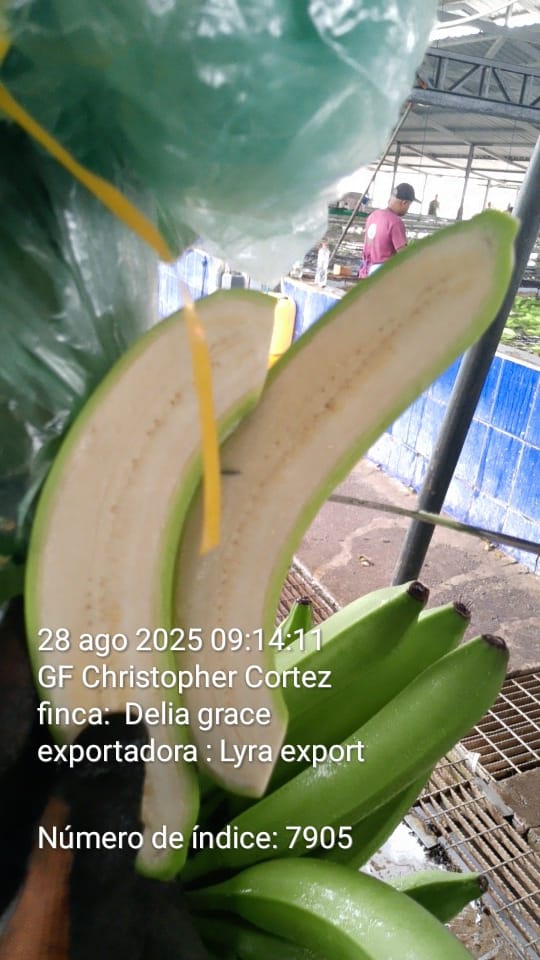 28 ago 2025 09:14:11
GF Christopher Cortez
finca:  Delia grace
exportadora : Lyra export
Número de índice: 7905